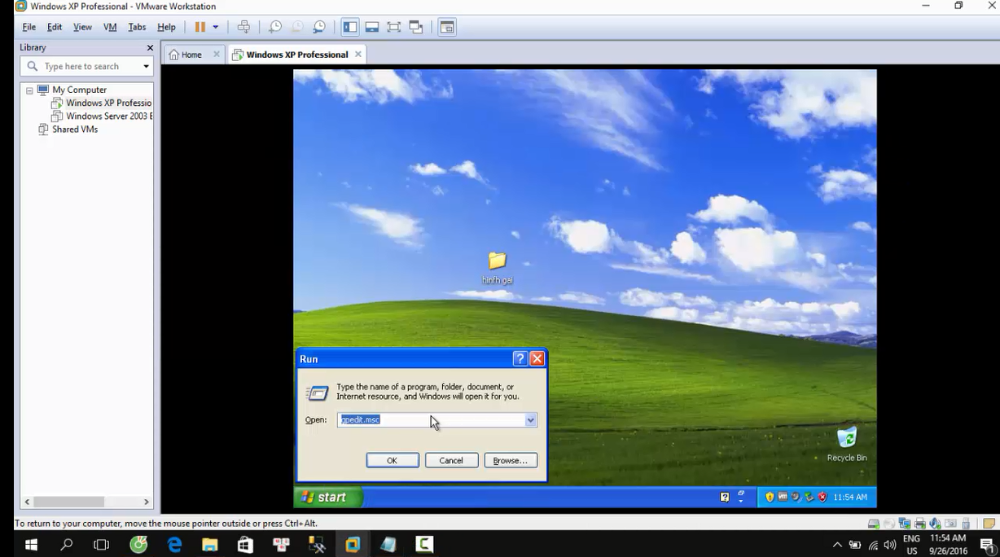 Windows XP Professional - VMware Workstation
File Edit View VM Tabs Help
Library
Type here to search
My Computer
Windows XP Professio
Windows Server 2003 E
Shared VMs
Home
Windows XP Professional
hinfh gai
Run
Type the name of a program, folder, document, or
Internet resource, and Windows will open it for you.
Open: gpedit.msc
OK Cancel Browse...
Recycle Bin
start
11:54 AM
To return to your computer, move the mouse pointer outside or press Ctrl+Alt.
ENG
US
11:54 AM
9/26/2016